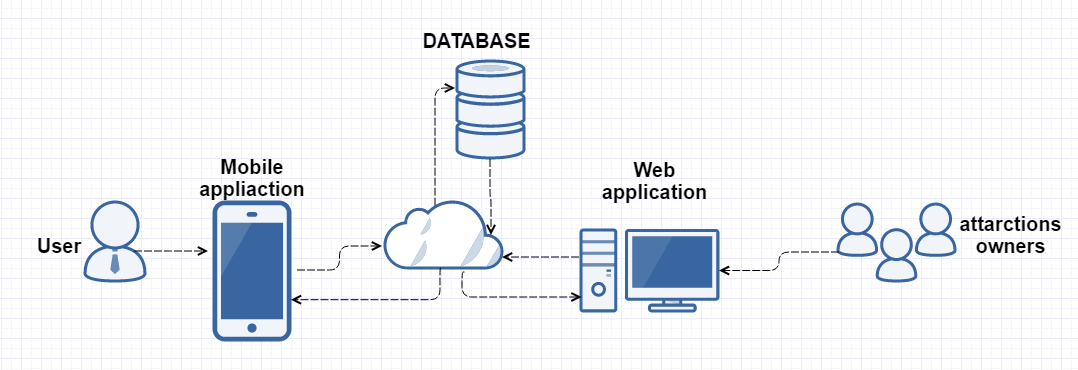 DATABASE
Mobile
appliaction
Web
application
User
attarctions
owners